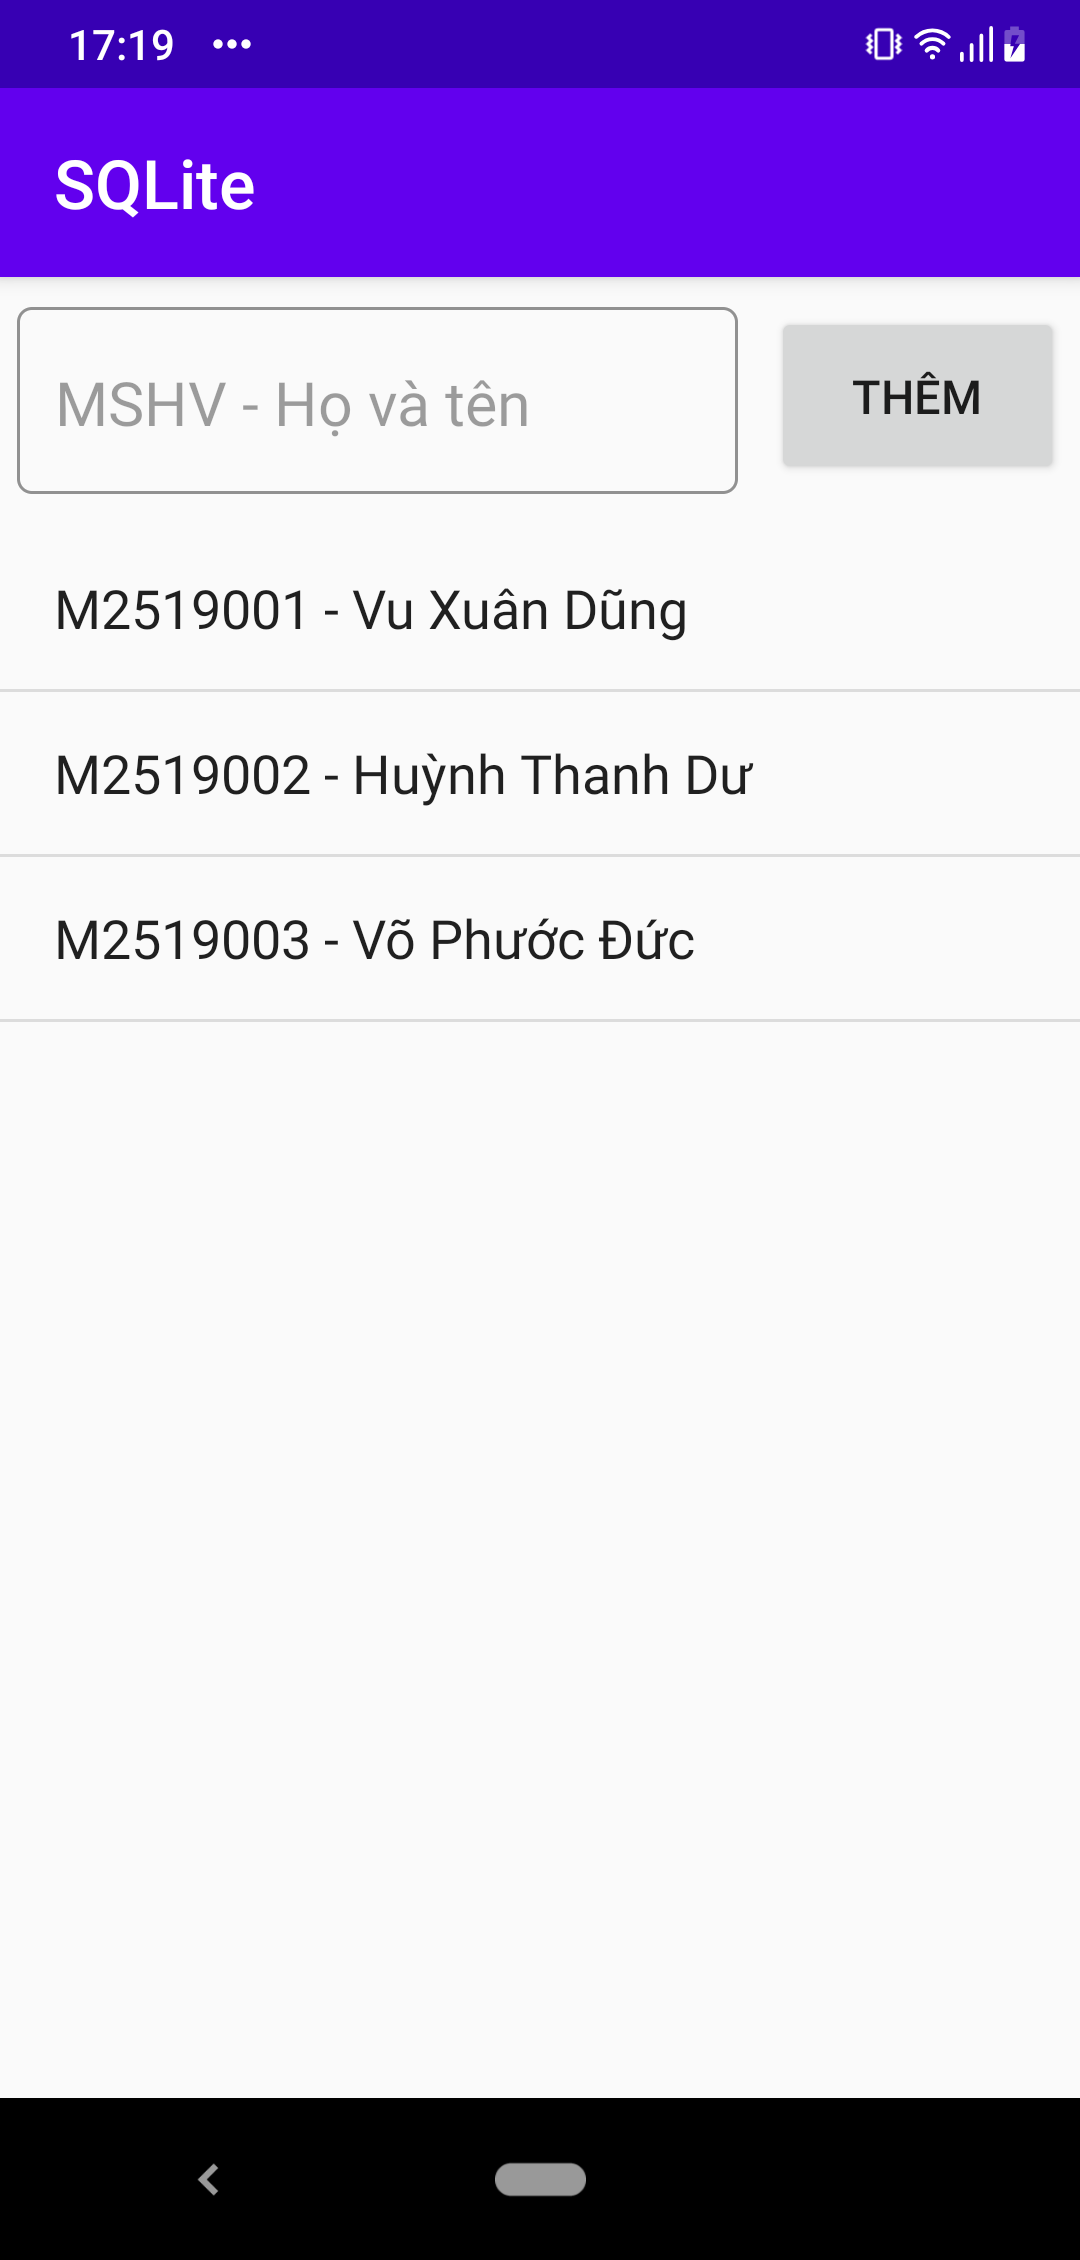 17:19
SQLite
MSHV - Họ và tên
THÊM
M2519001 - Vu Xuân Dũng
M2519002 - Huỳnh Thanh Dư
M2519003 - Võ Phước Đức